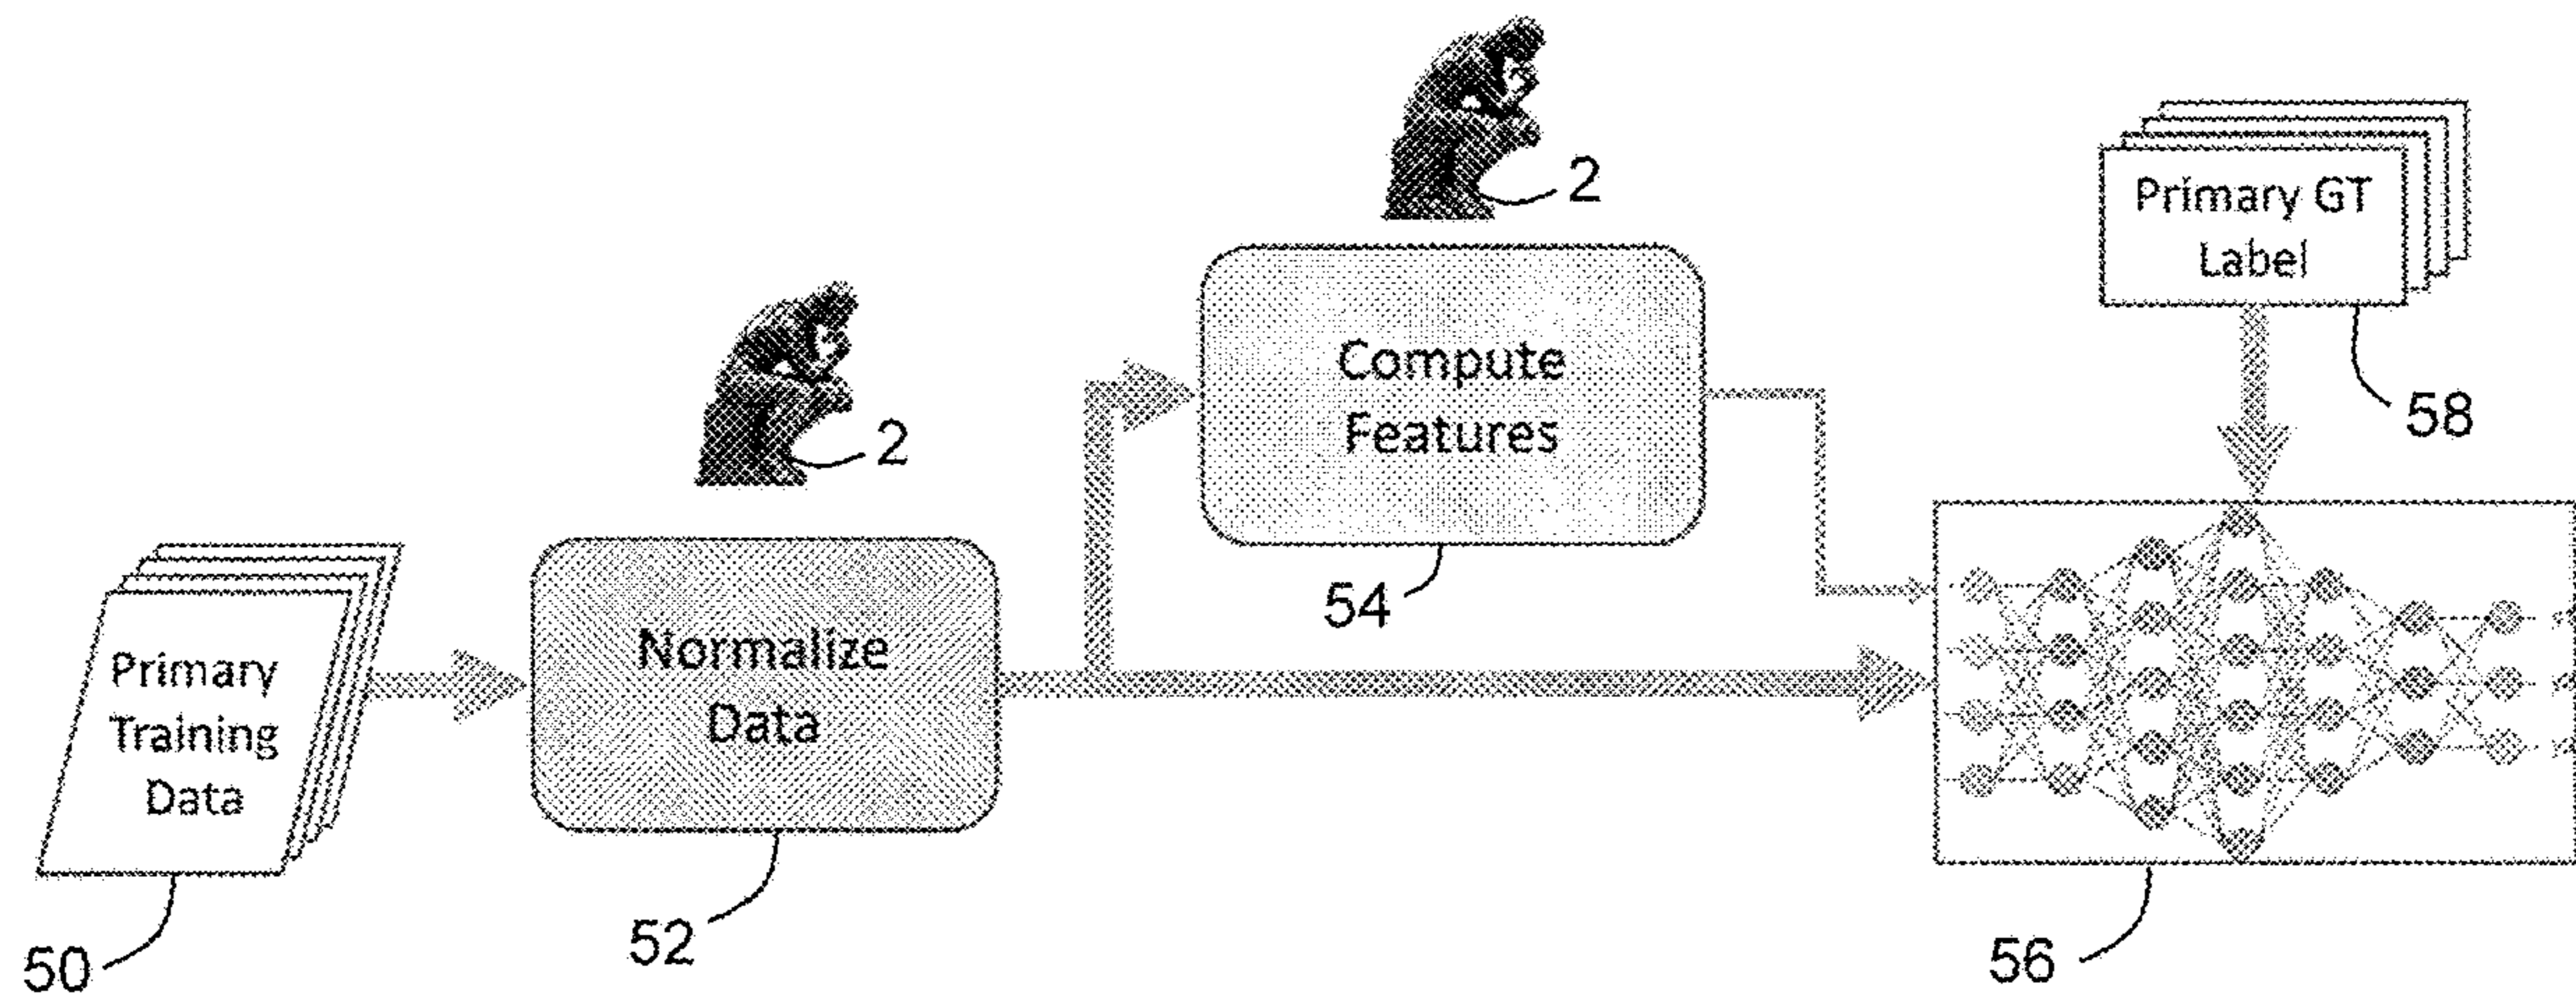 2
Primary GT
Label
2
Compute
Features
58
54
Primary
Training
Data
Normalize
Data
50
52
56